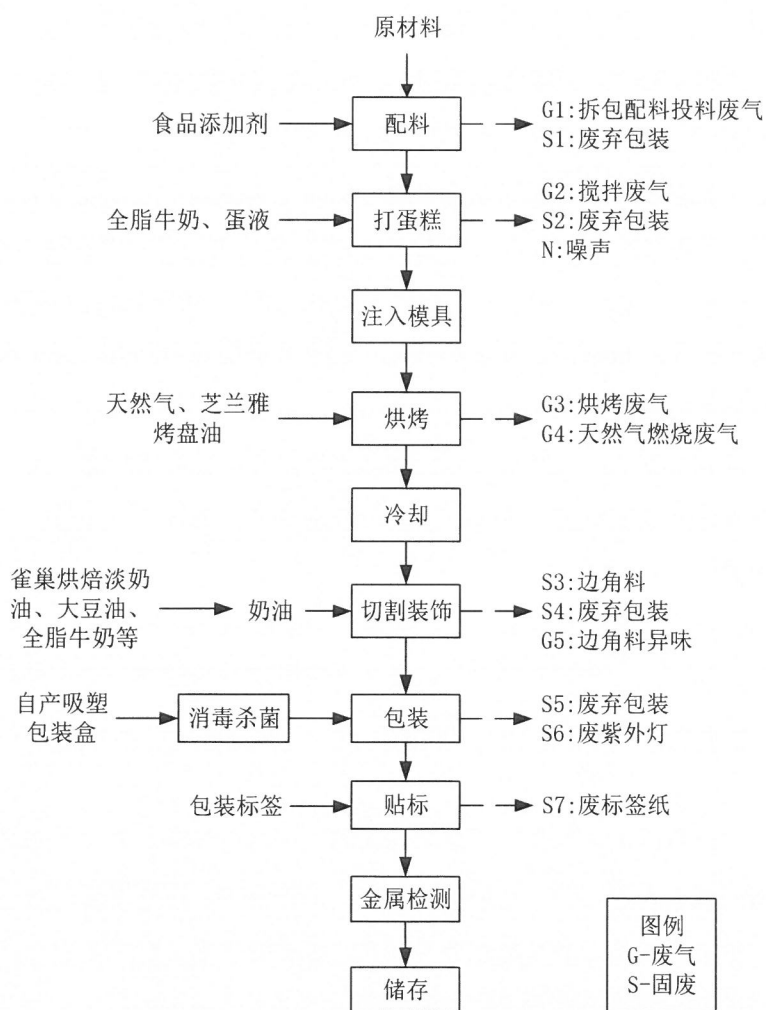 原材料
食品添加剂
配料
G1:拆包配料投料废气
S1:废弃包装
全脂牛奶、蛋液
打蛋糕
G2:搅拌废气
S2:废弃包装
N:噪声
注入模具
天然气、芝兰雅
烤盘油
烘烤
G3:烘烤废气
G4:天然气燃烧废气
冷却
雀巢烘焙淡奶
油、大豆油、
全脂牛奶等
奶油
切割装饰
S3:边角料
S4:废弃包装
G5:边角料异味
自产吸塑
包装盒
消毒杀菌
包装
S5:废弃包装
S6:废紫外灯
包装标签
贴标
S7:废标签纸
金属检测
储存
图例
G-废气
S-固废